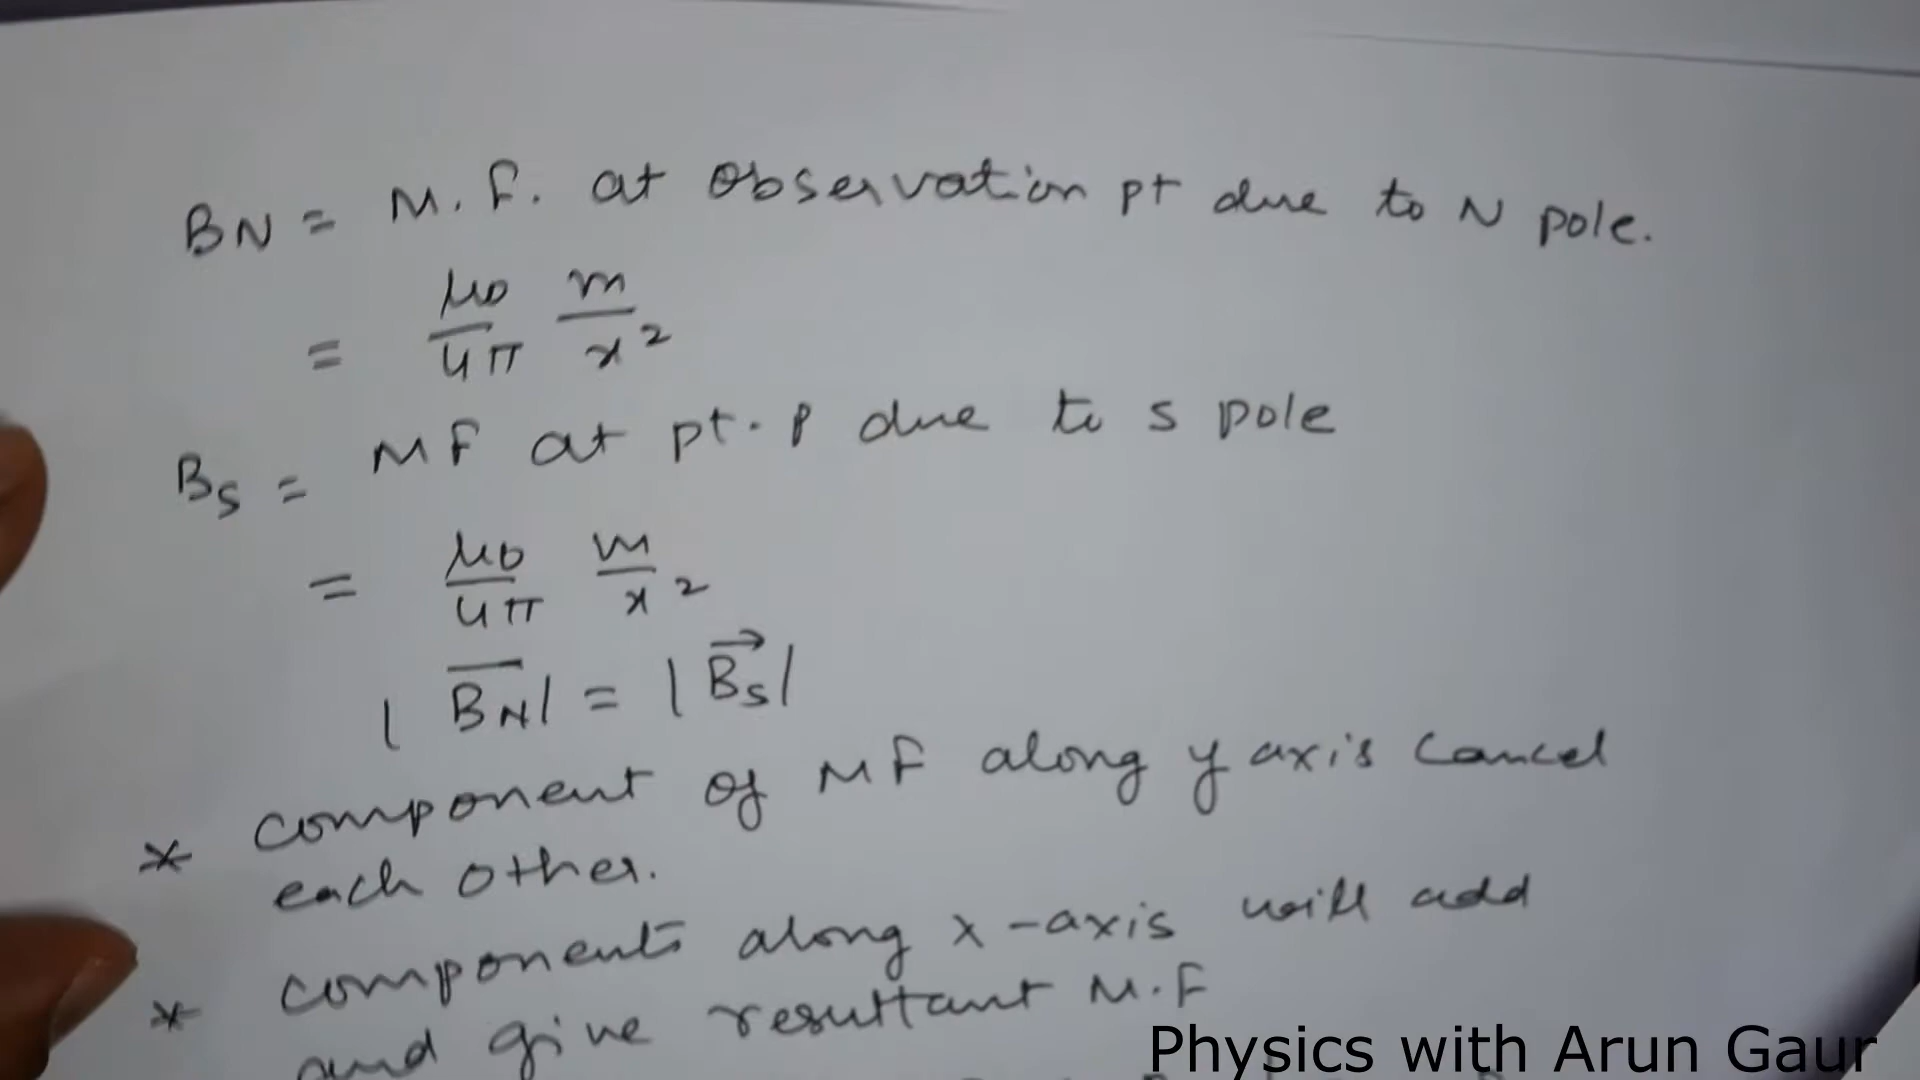 BN = M.F. at observation pt due to N pole.
= μ0/4π m/x²
BS = MF at pt. P due to S pole
= μ0/4π m/x²
|BN| = |BS|
* component of MF along y axis cancel
each other.
* components along x-axis will add
and give resultant M.F
Physics with Arun Gaur